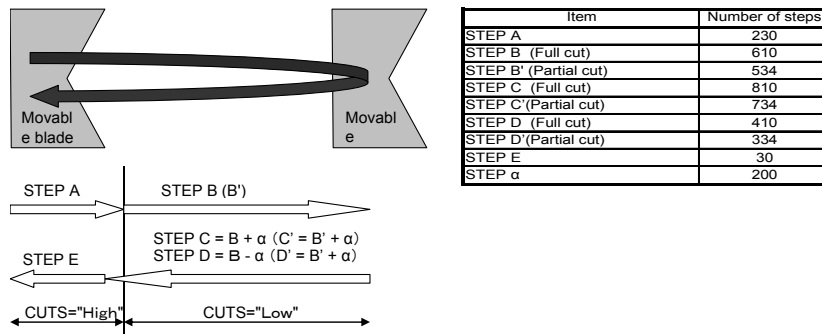 Movabl
e blade
Movabl
e
STEP A
STEP B (B')
STEP C = B + α (C’ = B’ + α)
STEP D = B - α (D’ = B’ + α)
STEP E
CUTS="High"
CUTS="Low"
Item Number of steps
STEP A 230
STEP B (Full cut) 610
STEP B' (Partial cut) 534
STEP C (Full cut) 810
STEP C’(Partial cut) 734
STEP D (Full cut) 410
STEP D’(Partial cut) 334
STEP E 30
STEP α 200